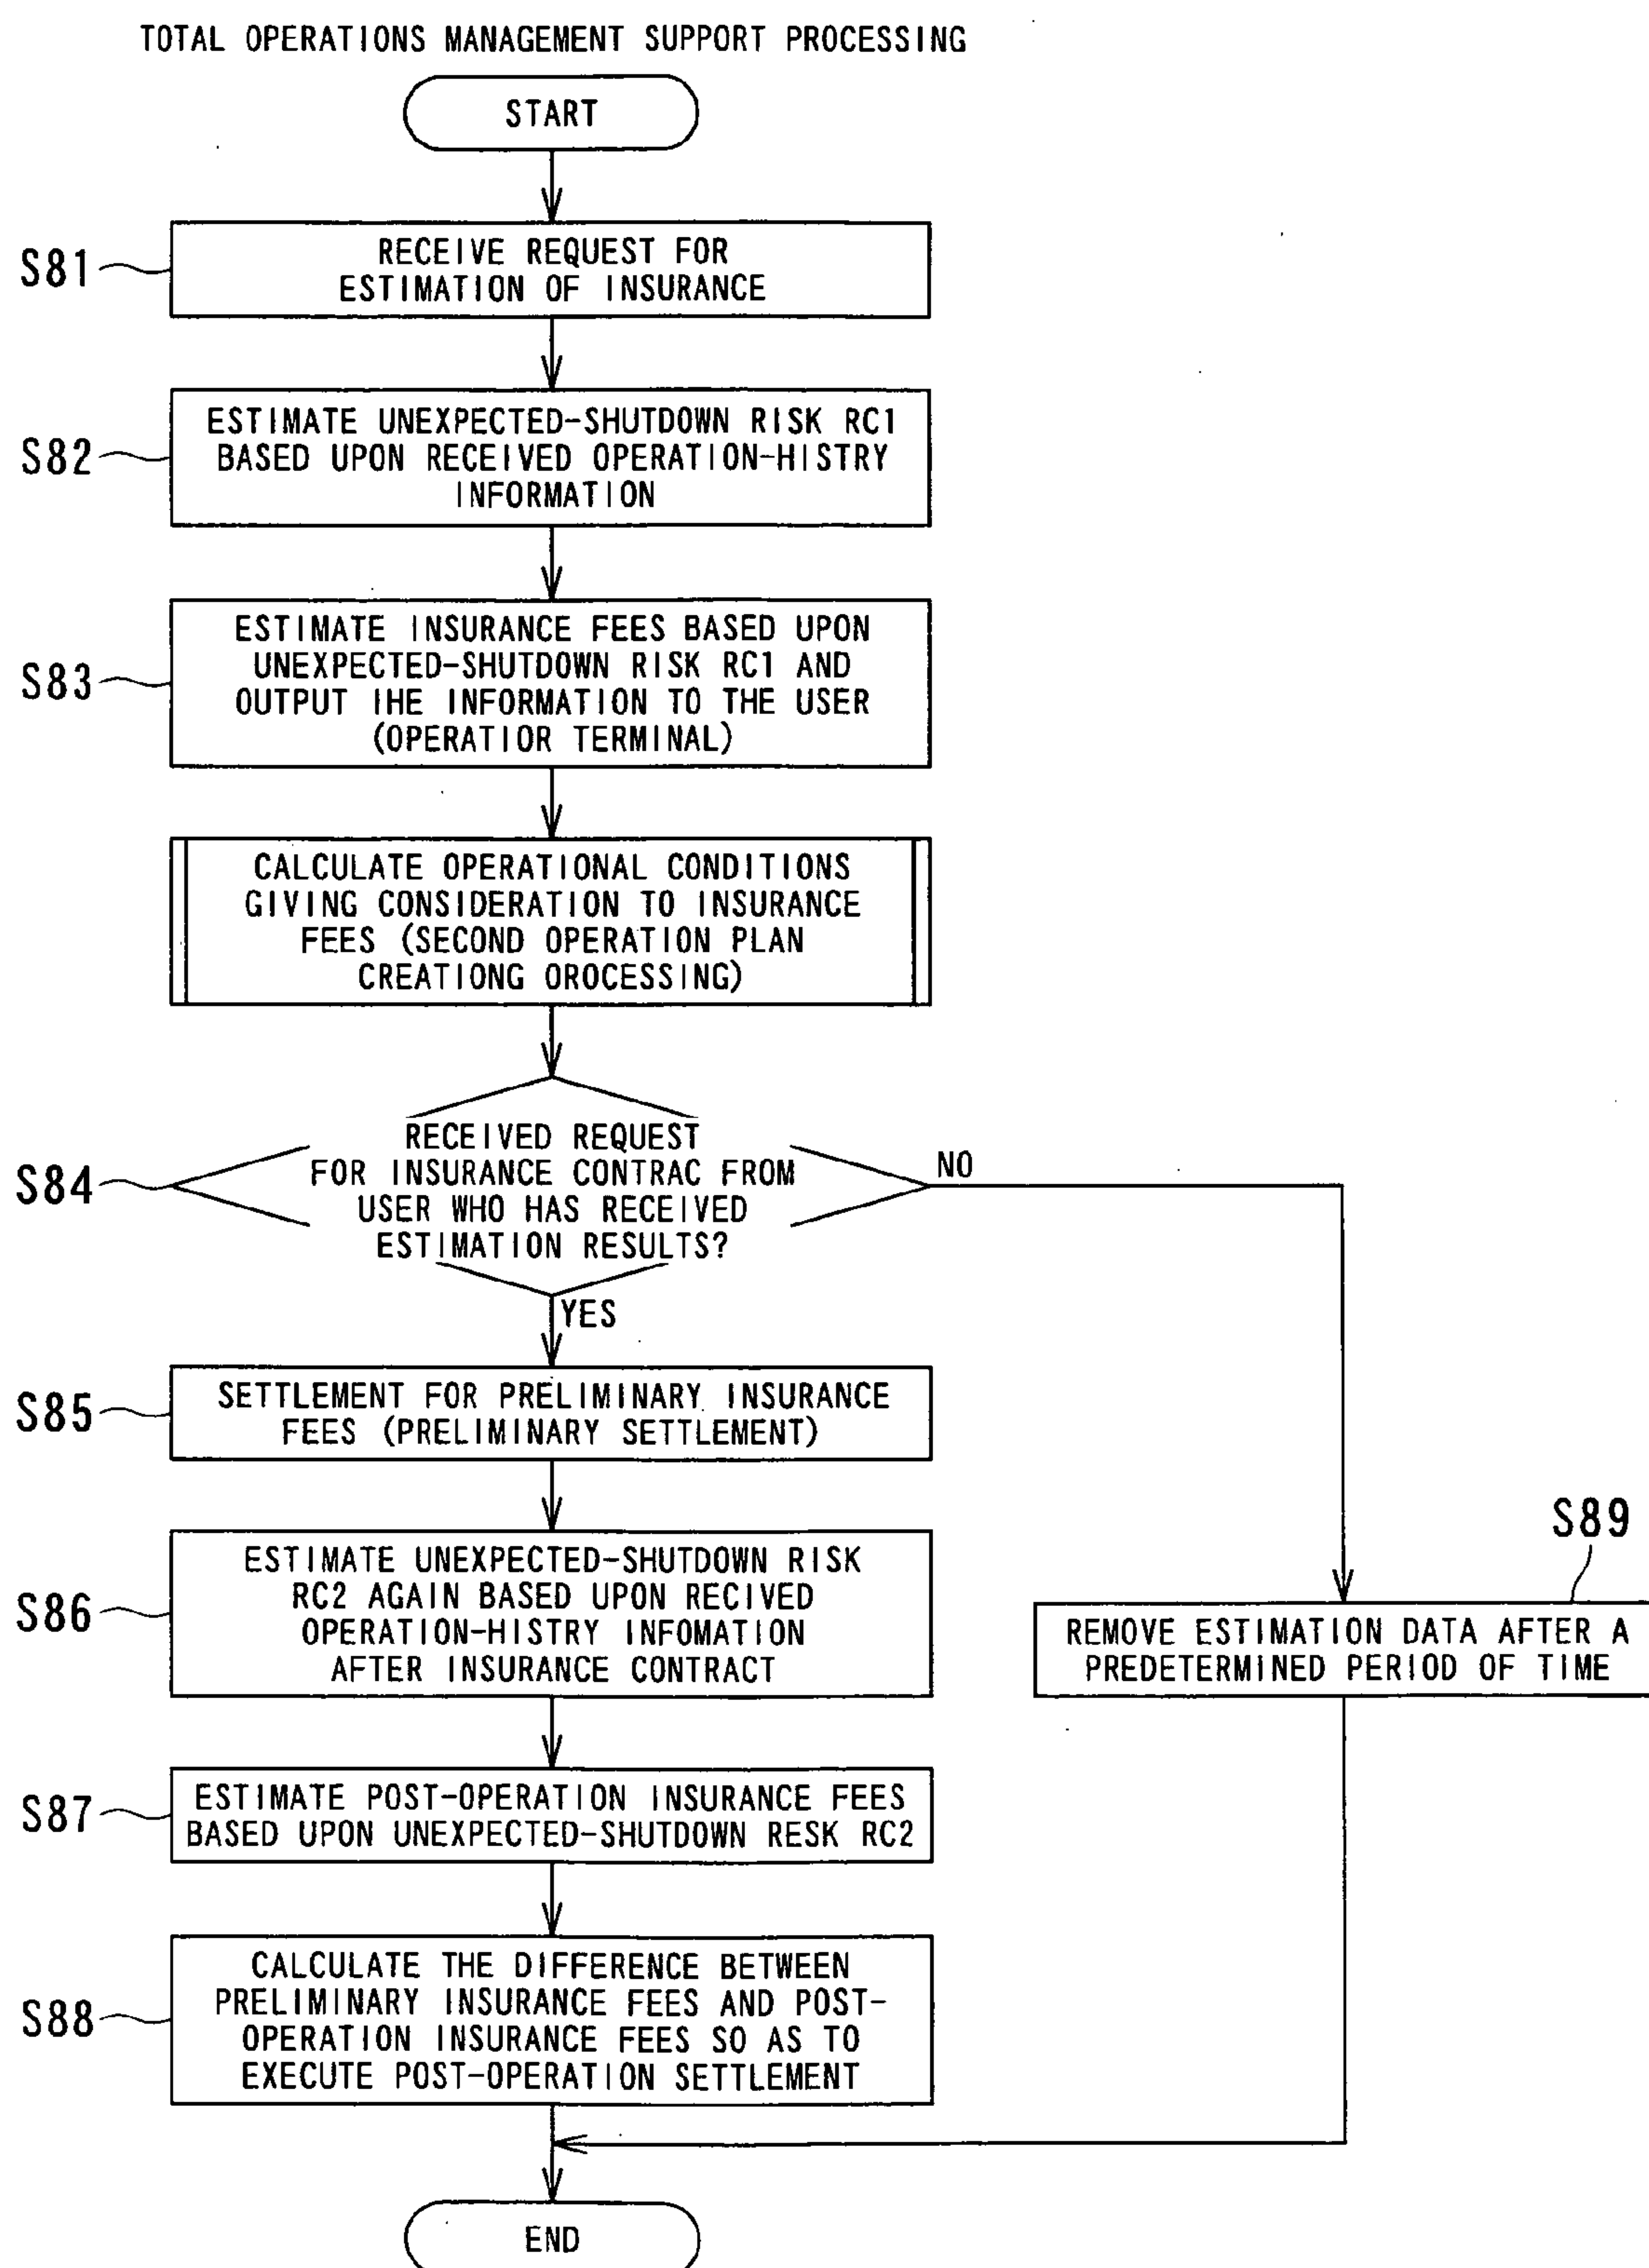 TOTAL OPERATIONS MANAGEMENT SUPPORT PROCESSING
START
S81
RECEIVE REQUEST FOR
ESTIMATION OF INSURANCE
S82
ESTIMATE UNEXPECTED-SHUTDOWN RISK RC1
BASED UPON RECEIVED OPERATION-HISTRY
INFORMATION
S83
ESTIMATE INSURANCE FEES BASED UPON
UNEXPECTED-SHUTDOWN RISK RC1 AND
OUTPUT IHE INFORMATION TO THE USER
(OPERATIOR TERMINAL)
CALCULATE OPERATIONAL CONDITIONS
GIVING CONSIDERATION TO INSURANCE
FEES (SECOND OPERATION PLAN
CREATIONG OROCESSING)
S84
RECEIVED REQUEST
FOR INSURANCE CONTRAC FROM
USER WHO HAS RECEIVED
ESTIMATION RESULTS?
NO
YES
S85
SETTLEMENT FOR PRELIMINARY INSURANCE
FEES (PRELIMINARY SETTLEMENT)
S86
ESTIMATE UNEXPECTED-SHUTDOWN RISK
RC2 AGAIN BASED UPON RECIVED
OPERATION-HISTRY INFOMATION
AFTER INSURANCE CONTRACT
S89
REMOVE ESTIMATION DATA AFTER A
PREDETERMINED PERIOD OF TIME
S87
ESTIMATE POST-OPERATION INSURANCE FEES
BASED UPON UNEXPECTED-SHUTDOWN RESK RC2
S88
CALCULATE THE DIFFERENCE BETWEEN
PRELIMINARY INSURANCE FEES AND POST-
OPERATION INSURANCE FEES SO AS TO
EXECUTE POST-OPERATION SETTLEMENT
END